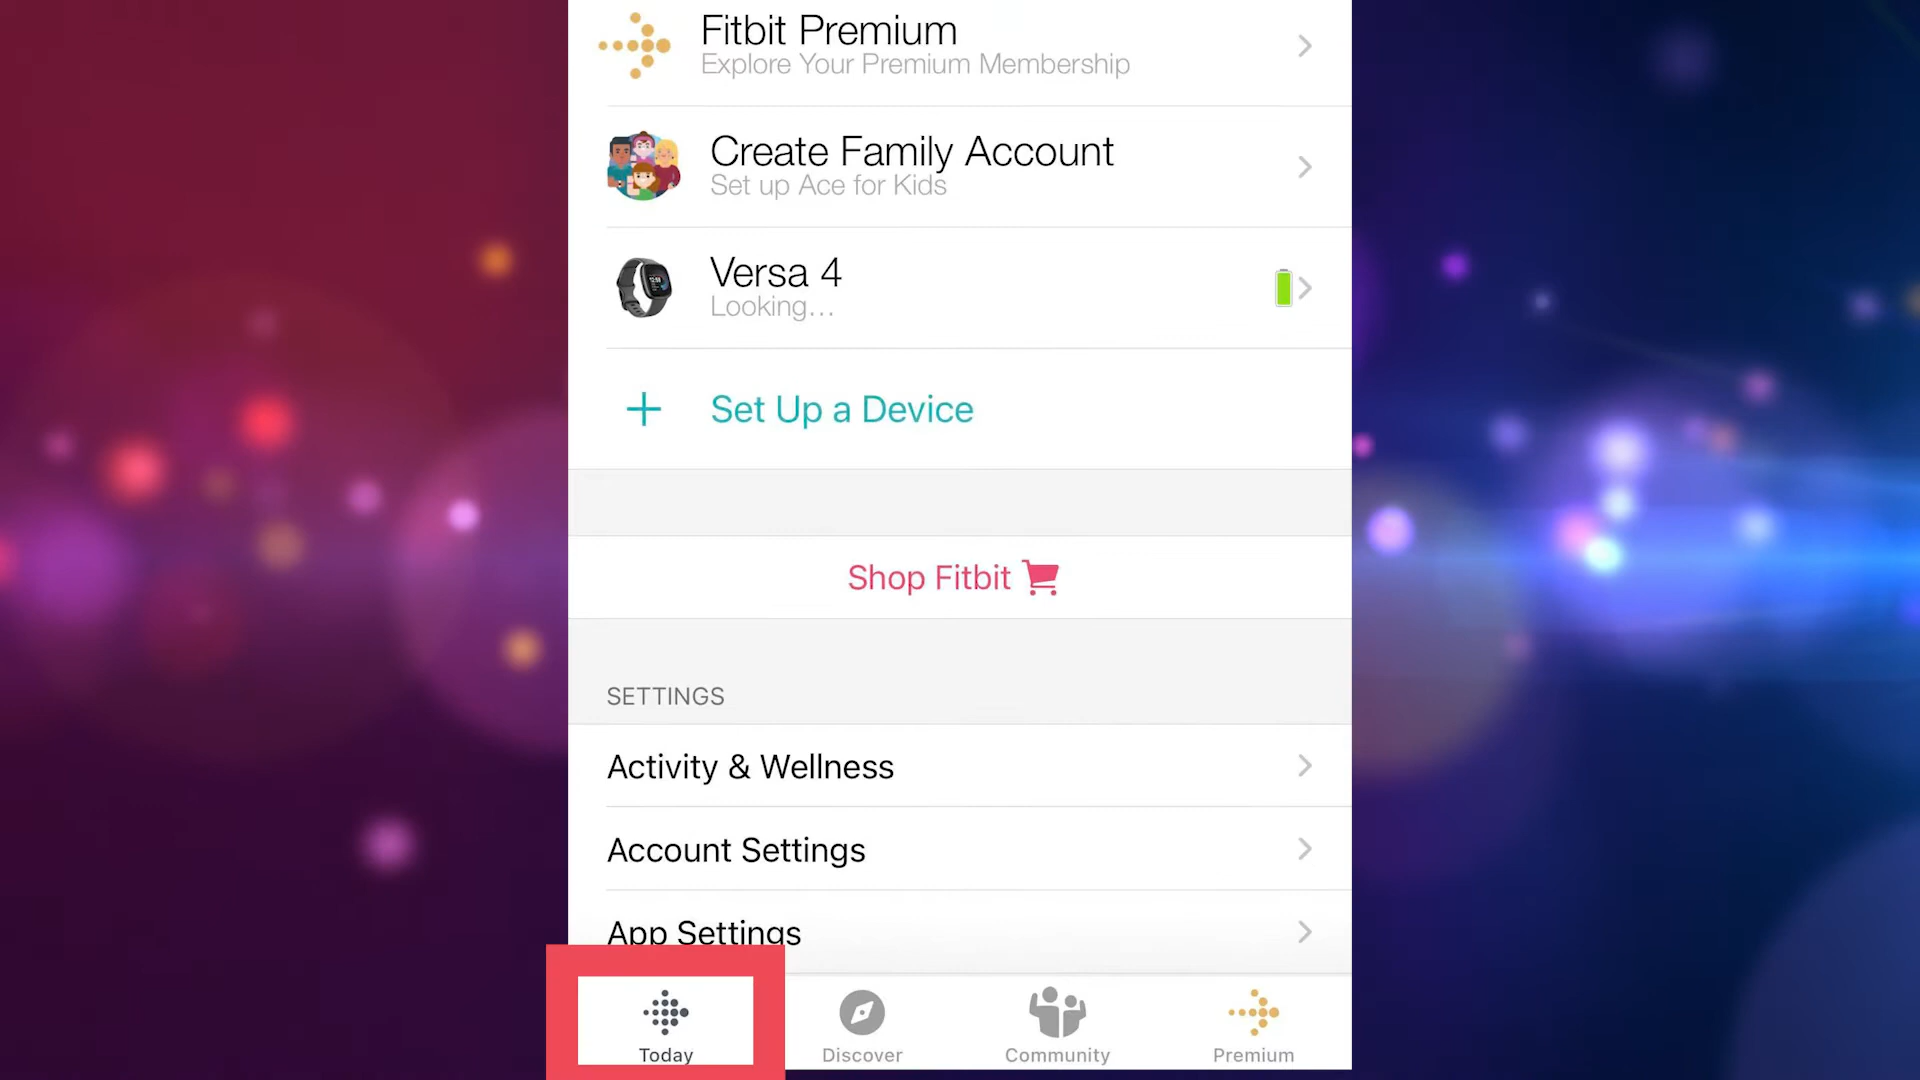 Fitbit Premium
Explore Your Premium Membership
Create Family Account
Set up Ace for Kids
Versa 4
Looking...
Set Up a Device
Shop Fitbit
SETTINGS
Activity & Wellness
Account Settings
App Settings
Today
Discover
Community
Premium